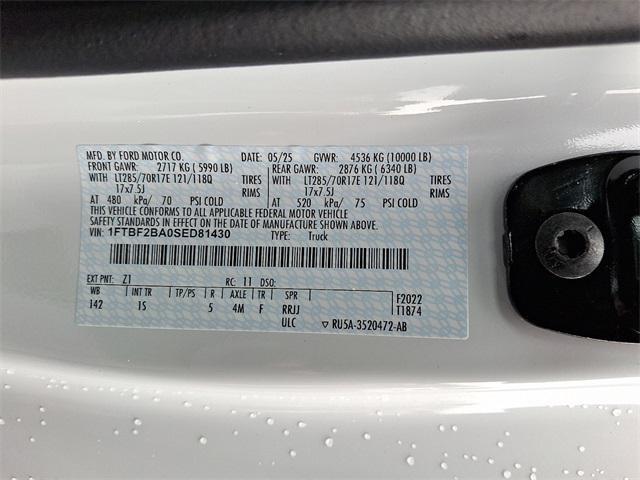 MFD. BY FORD MOTOR CO. 05/25 GVWR: 4536 KG (10000 LB)
FRONT GAWR: 2717 KG (5990 LB) REAR GAWR: 2876 KG (6340 LB)
WITH LT285/70R17E 121/118Q TIRES WITH LT285/70R17E 121/118Q TIRES
17x7.5J RIMS 17x7.5J RIMS
AT 480 kPa/ 70 PSI COLD AT 520 kPa/ 75 PSI COLD
THIS VEHICLE CONFORMS TO ALL APPLICABLE FEDERAL MOTOR VEHICLE
SAFETY STANDARDS IN EFFECT ON THE DATE OF MANUFACTURE SHOWN ABOVE.
VIN: 1FTBF2BA0SED81430 TYPE: Truck
EXT PNT: Z1 RC: 11 DSO:
WB INT TR TP/PS R AXLE TR SPR F2022
142 1S 5 4M F RRJJ T1874
ULC ▽ RU5A-3520472-AB